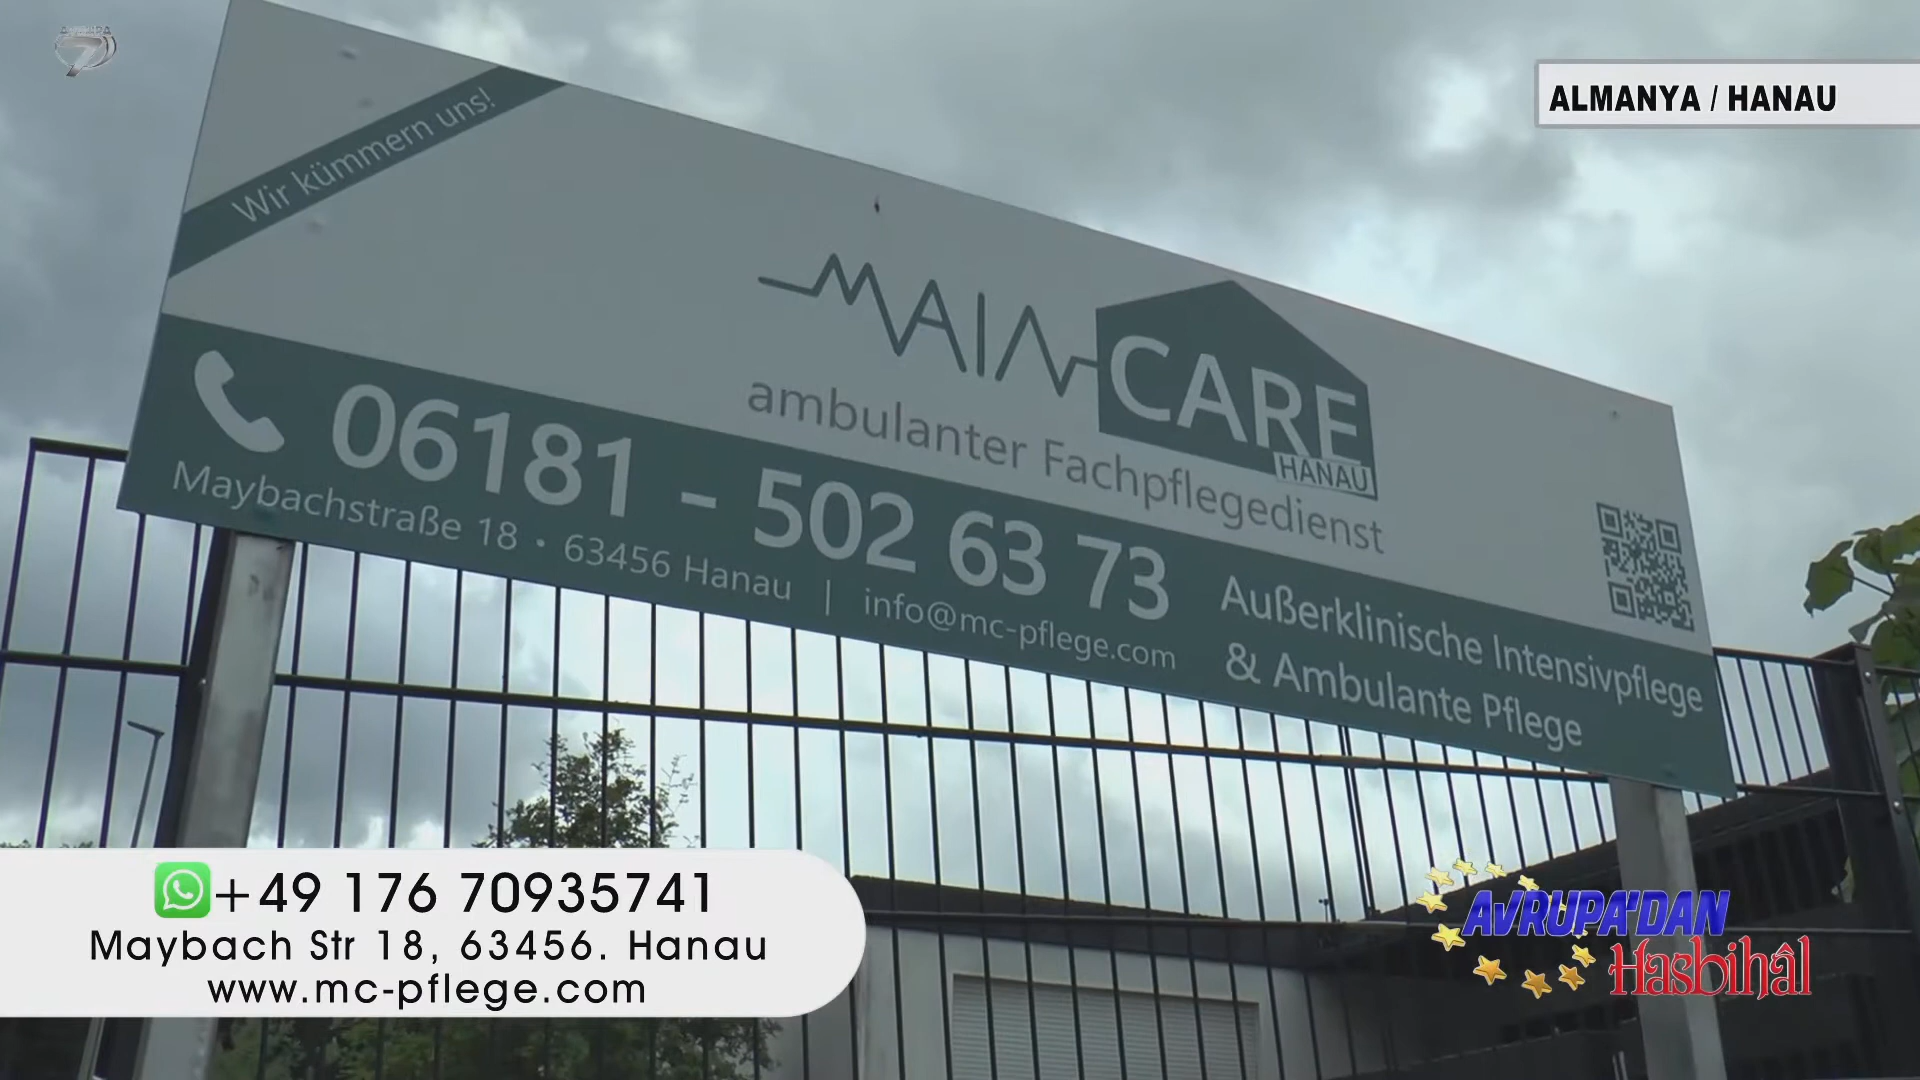 AVRUPA
7
ALMANYA / HANAU
Wir kümmern uns!
MAIN CARE
HANAU
ambulanter Fachpflegedienst
06181 - 502 63 73
Maybachstraße 18 • 63456 Hanau | info@mc-pflege.com
Außerklinische Intensivpflege
& Ambulante Pflege
+49 176 70935741
Maybach Str 18, 63456. Hanau
www.mc-pflege.com
AVRUPA'DAN
Hasbihâl